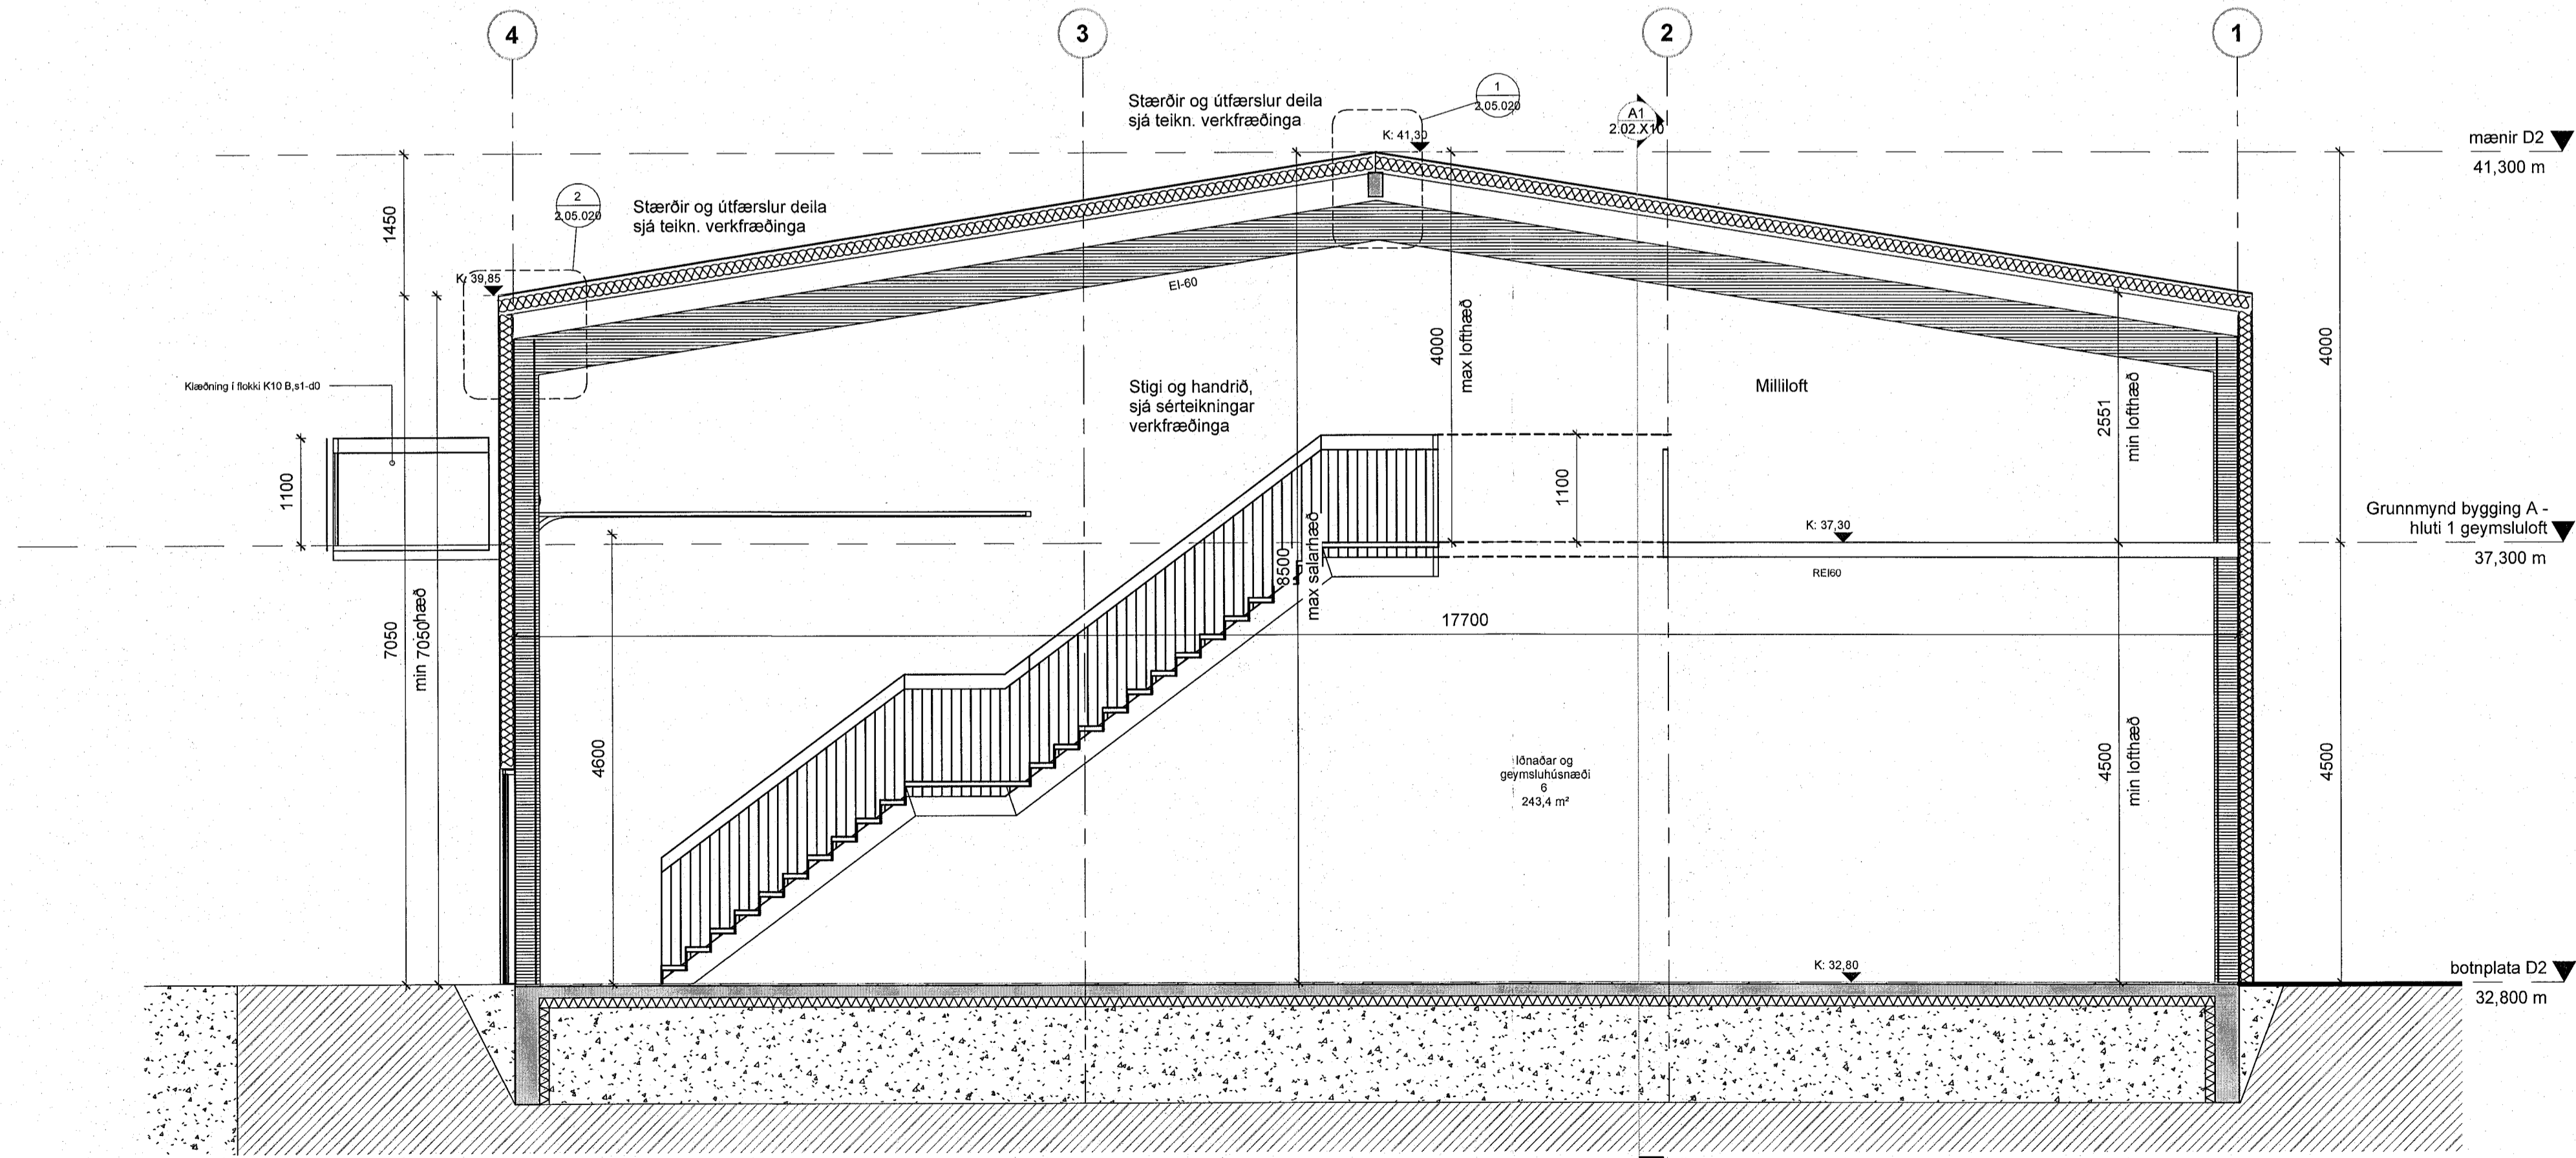 4
3
2
1
Stærðir og útfærslur deila
sjá teikn. verkfræðinga
1
2.05.020
K: 41,30
A1
2.02.X10
mænir D2
41,300 m
2
2.05.020
Stærðir og útfærslur deila
sjá teikn. verkfræðinga
1450
K: 39,85
EI-60
4000
max lofthæð
4000
Klæðning í flokki K10 B,s1-d0
Stigi og handrið,
sjá sérteikningar
verkfræðinga
Milliloft
2551
min lofthæð
1100
1100
K: 37,30
Grunnmynd bygging A -
hluti 1 geymsluloft
37,300 m
REI60
8500
max salarhæð
17700
7050
min 7050hæð
4600
Iðnaðar og
geymsluhúsnæði
6
243,4 m²
4500
min lofthæð
4500
K: 32,80
botnplata D2
32,800 m